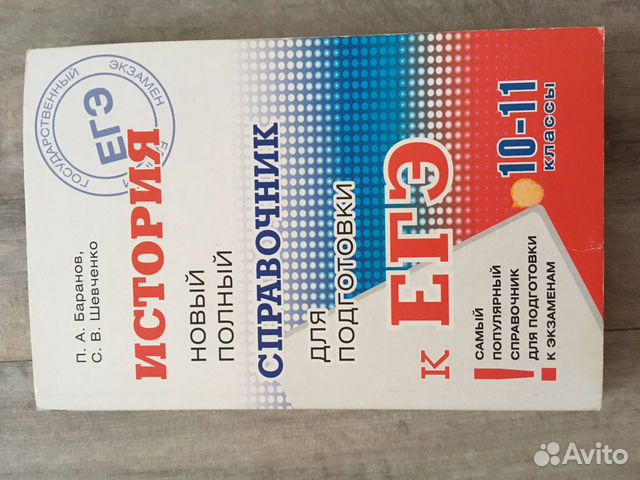 П. А. Баранов,
С. В. Шевченко
ГОСУДАРСТВЕННЫЙ
ЭКЗАМЕН
ЕГЭ
ИСТОРИЯ
НОВЫЙ
ПОЛНЫЙ
СПРАВОЧНИК
ДЛЯ
ПОДГОТОВКИ
К ЕГЭ
10-11
классы
! САМЫЙ
ПОПУЛЯРНЫЙ
СПРАВОЧНИК
ДЛЯ ПОДГОТОВКИ
К ЭКЗАМЕНАМ
Avito